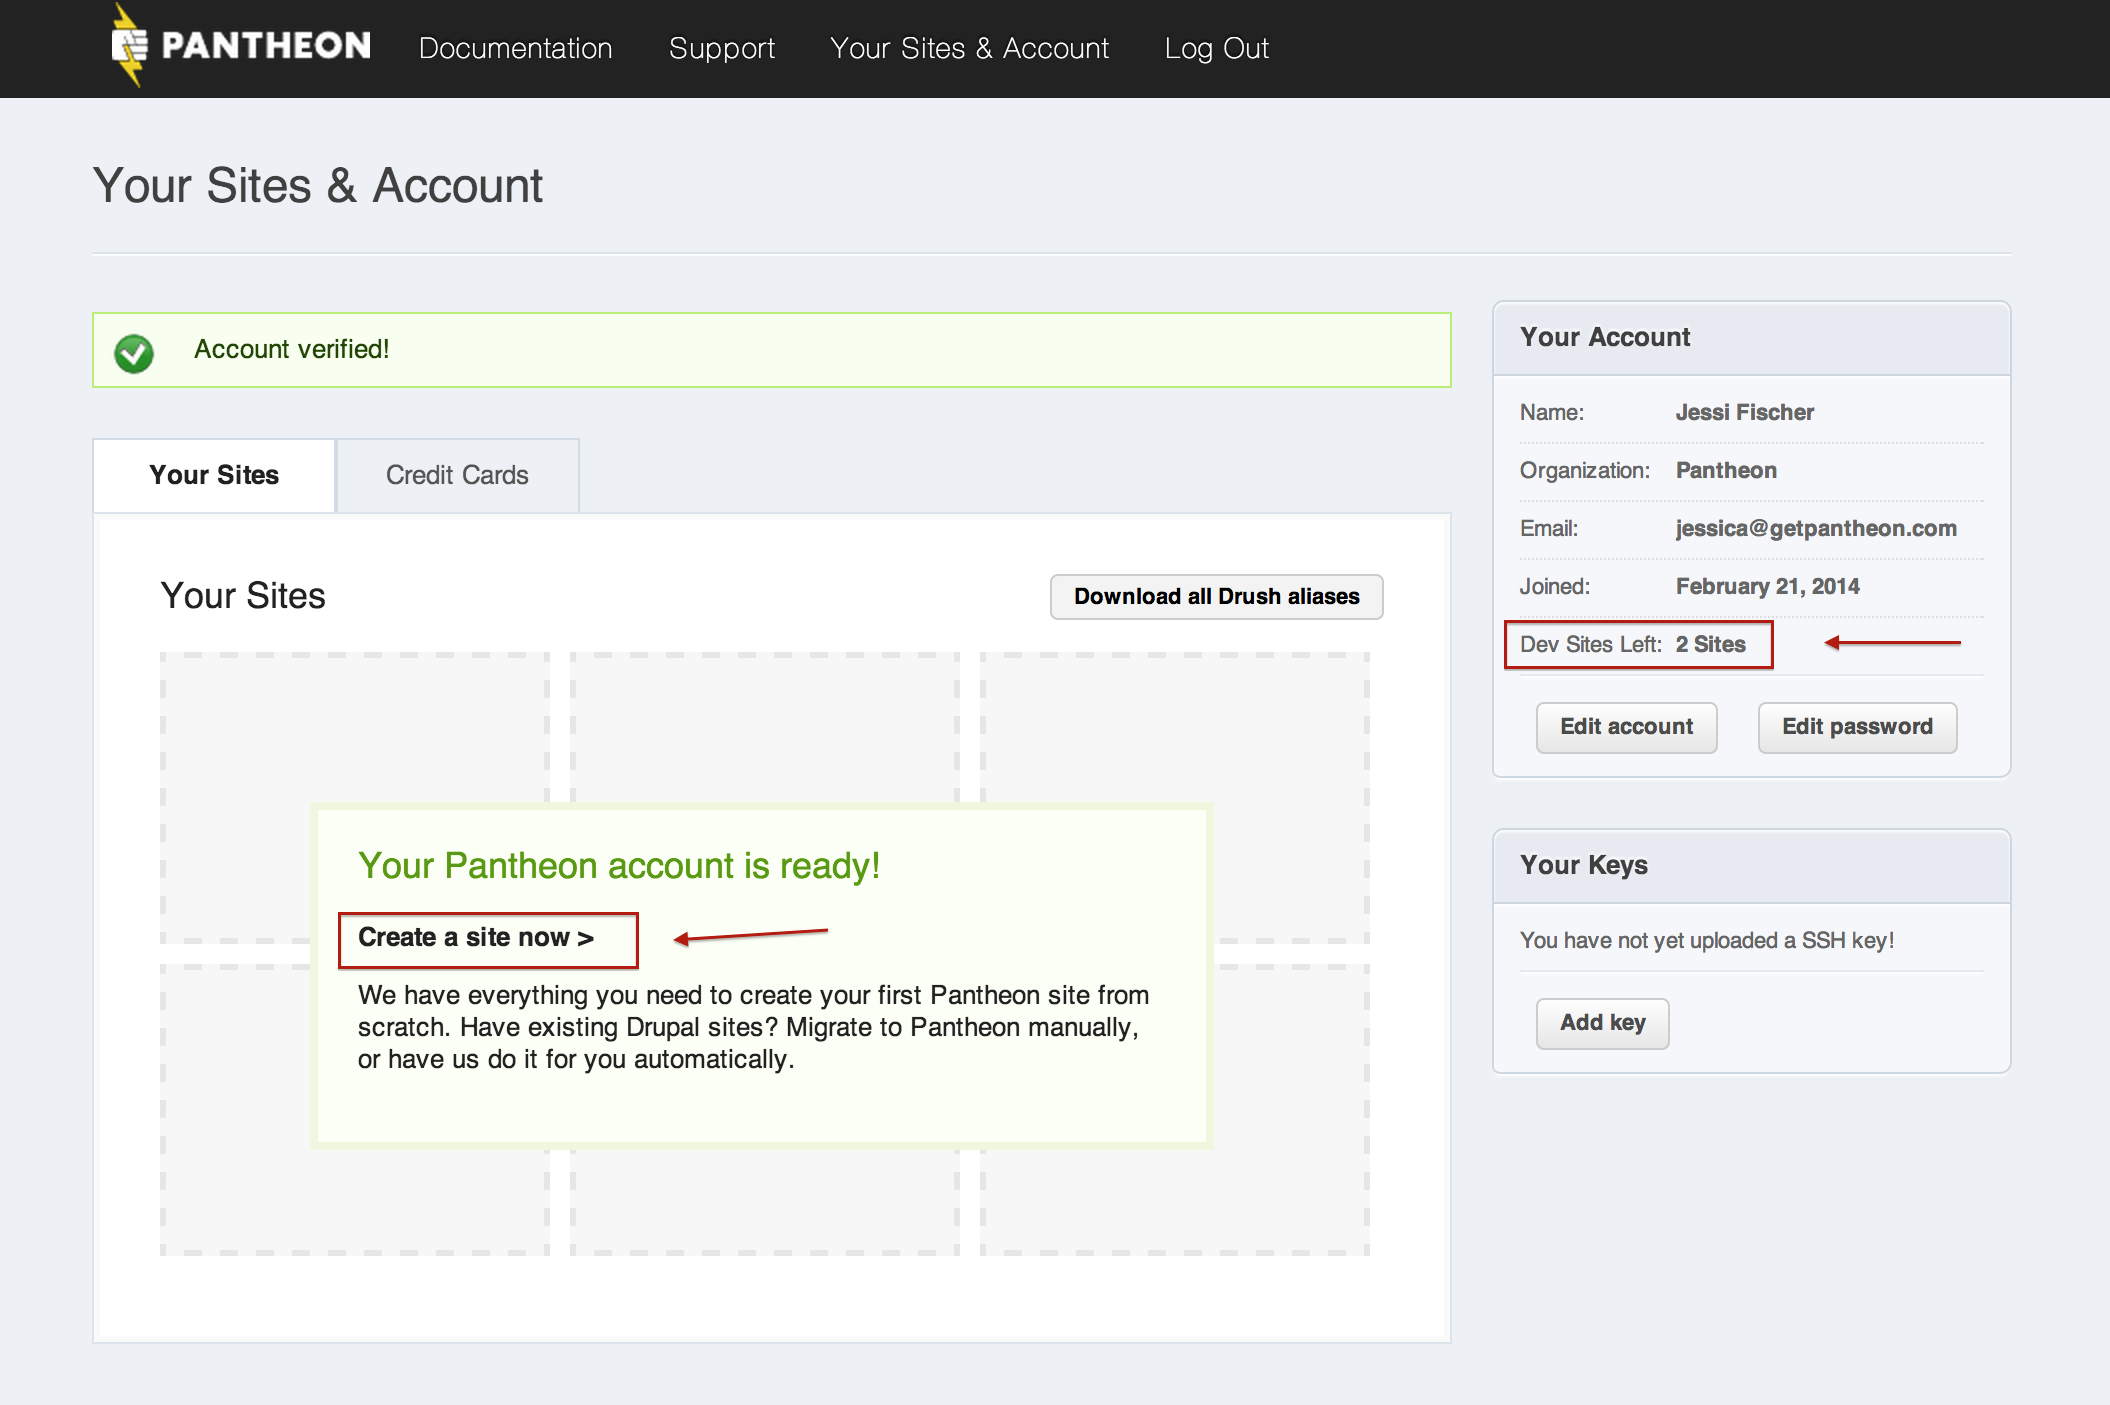 PANTHEON
Documentation
Support
Your Sites & Account
Log Out
Your Sites & Account
Account verified!
Your Sites
Credit Cards
Your Sites
Download all Drush aliases
Your Pantheon account is ready!
Create a site now >
We have everything you need to create your first Pantheon site from
scratch. Have existing Drupal sites? Migrate to Pantheon manually,
or have us do it for you automatically.
Your Account
Name: Jessi Fischer
Organization: Pantheon
Email: jessica@getpantheon.com
Joined: February 21, 2014
Dev Sites Left: 2 Sites
Edit account
Edit password
Your Keys
You have not yet uploaded a SSH key!
Add key